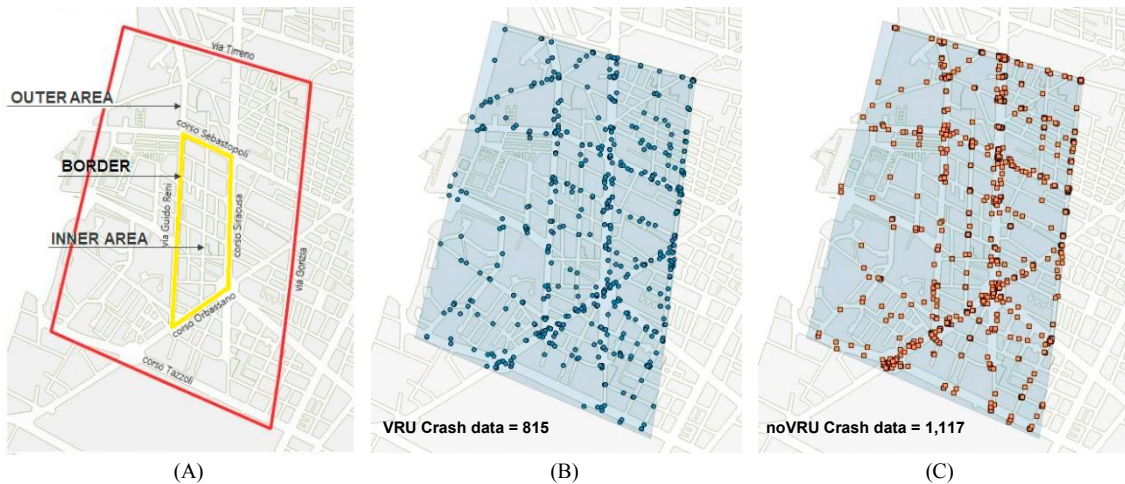 via Tirreno
OUTER AREA
corso Sebastopoli
BORDER
via Guido Reni
corso Siracusa
INNER AREA
via Gorizia
corso Orbassano
corso Tazzoli
VRU Crash data = 815
noVRU Crash data = 1,117
(A)
(B)
(C)